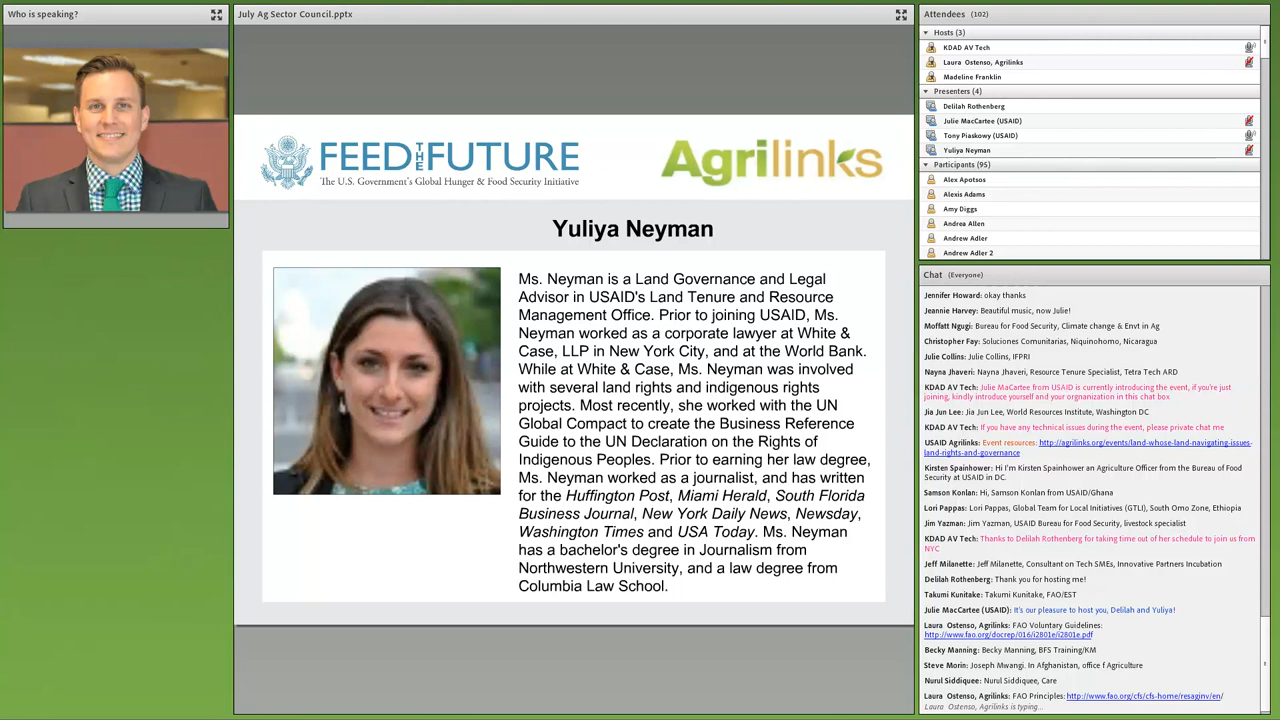 Who is speaking?
July Ag Sector Council.pptx
FEED THE FUTURE
The U.S. Government's Global Hunger & Food Security Initiative
Agrilinks
Yuliya Neyman
Ms. Neyman is a Land Governance and Legal
Advisor in USAID's Land Tenure and Resource
Management Office. Prior to joining USAID, Ms.
Neyman worked as a corporate lawyer at White &
Case, LLP in New York City, and at the World Bank.
While at White & Case, Ms. Neyman was involved
with several land rights and indigenous rights
projects. Most recently, she worked with the UN
Global Compact to create the Business Reference
Guide to the UN Declaration on the Rights of
Indigenous Peoples. Prior to earning her law degree,
Ms. Neyman worked as a journalist, and has written
for the Huffington Post, Miami Herald, South Florida
Business Journal, New York Daily News, Newsday,
Washington Times and USA Today. Ms. Neyman
has a bachelor's degree in Journalism from
Northwestern University, and a law degree from
Columbia Law School.
Attendees (102)
Hosts (3)
KDAD AV Tech
Laura Ostenso, Agrilinks
Madeline Franklin
Presenters (4)
Delilah Rothenberg
Julie MacCartee (USAID)
Tony Piaskowy (USAID)
Yuliya Neyman
Participants (95)
Alex Apotsos
Alexis Adams
Amy Diggs
Andrea Allen
Andrew Adler
Andrew Adler 2
Chat (Everyone)
Jennifer Howard: okay thanks
Jeannie Harvey: Beautiful music, now Julie!
Moffatt Ngugi: Bureau for Food Security, Climate change & Envt in Ag
Christopher Fay: Soluciones Comunitarias, Niquinohomo, Nicaragua
Julie Collins: Julie Collins, IFPRI
Nayna Jhaveri: Nayna Jhaveri, Resource Tenure Specialist, Tetra Tech ARD
KDAD AV Tech: Julie MaCartee from USAID is currently introducing the event, if you're just
joining, kindly introduce yourself and your orgnanization in this chat box
Jia Jun Lee: Jia Jun Lee, World Resources Institute, Washington DC
KDAD AV Tech: If you have any technical issues during the event, please private chat me
USAID Agrilinks: Event resources: http://agrilinks.org/events/land-whose-land-navigating-issues-
land-rights-and-governance
Kirsten Spainhower: Hi I'm Kirsten Spainhower an Agriculture Officer from the Bureau of Food
Security at USAID in DC.
Samson Konlan: Hi, Samson Konlan from USAID/Ghana
Lori Pappas: Lori Pappas, Global Team for Local Initiatives (GTLI), South Omo Zone, Ethiopia
Jim Yazman: Jim Yazman, USAID Bureau for Food Security, livestock specialist
KDAD AV Tech: Thanks to Delilah Rothenberg for taking time out of her schedule to join us from
NYC
Jeff Milanette: Jeff Milanette, Consultant on Tech SMEs, Innovative Partners Incubation
Delilah Rothenberg: Thank you for hosting me!
Takumi Kunitake: Takumi Kunitake, FAO/EST
Julie MacCartee (USAID): It's our pleasure to host you, Delilah and Yuliya!
Laura Ostenso, Agrilinks: FAO Voluntary Guidelines:
http://www.fao.org/docrep/016/i2801e/i2801e.pdf
Becky Manning: Becky Manning, BFS Training/KM
Steve Morin: Joseph Mwangi. In Afghanistan, office f Agriculture
Nurul Siddiquee: Nurul Siddiquee, Care
Laura Ostenso, Agrilinks: FAO Principles: http://www.fao.org/cfs/cfs-home/resaginv/en/
Laura Ostenso, Agrilinks is typing...